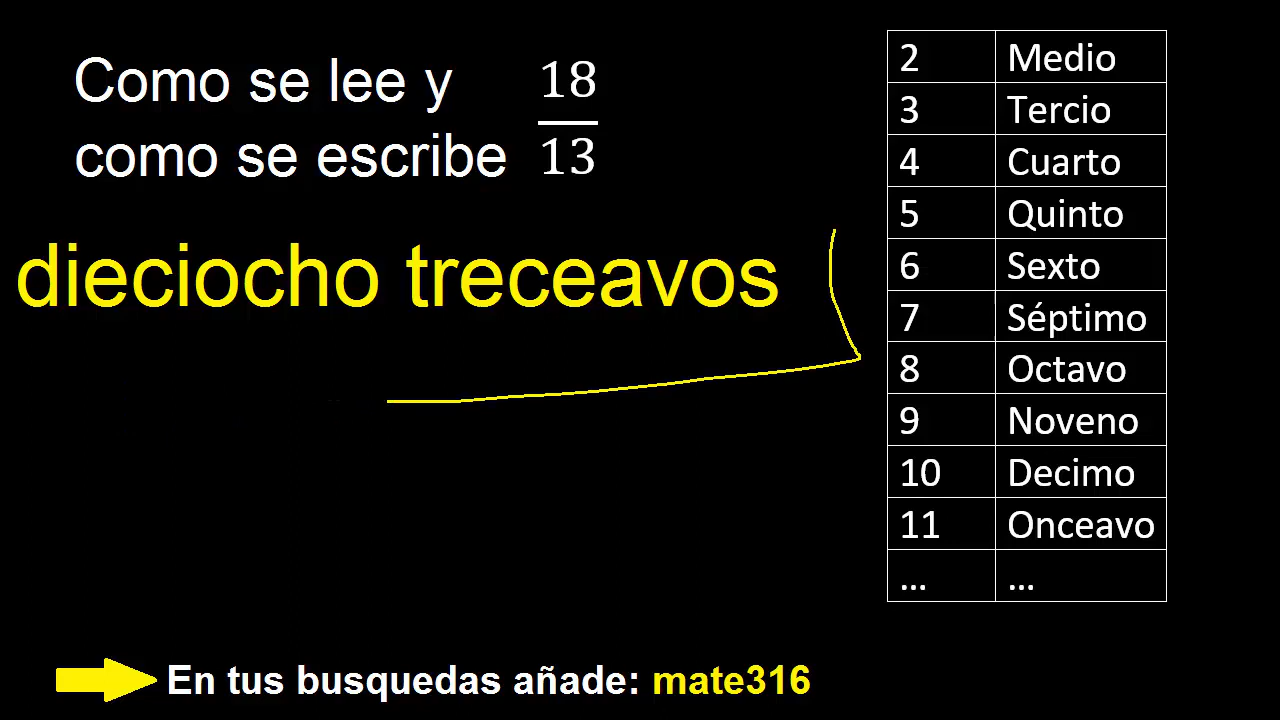 Como se lee y
como se escribe
18
13
dieciocho treceavos
2 Medio
3 Tercio
4 Cuarto
5 Quinto
6 Sexto
7 Séptimo
8 Octavo
9 Noveno
10 Decimo
11 Onceavo
... ...
En tus busquedas añade: mate316